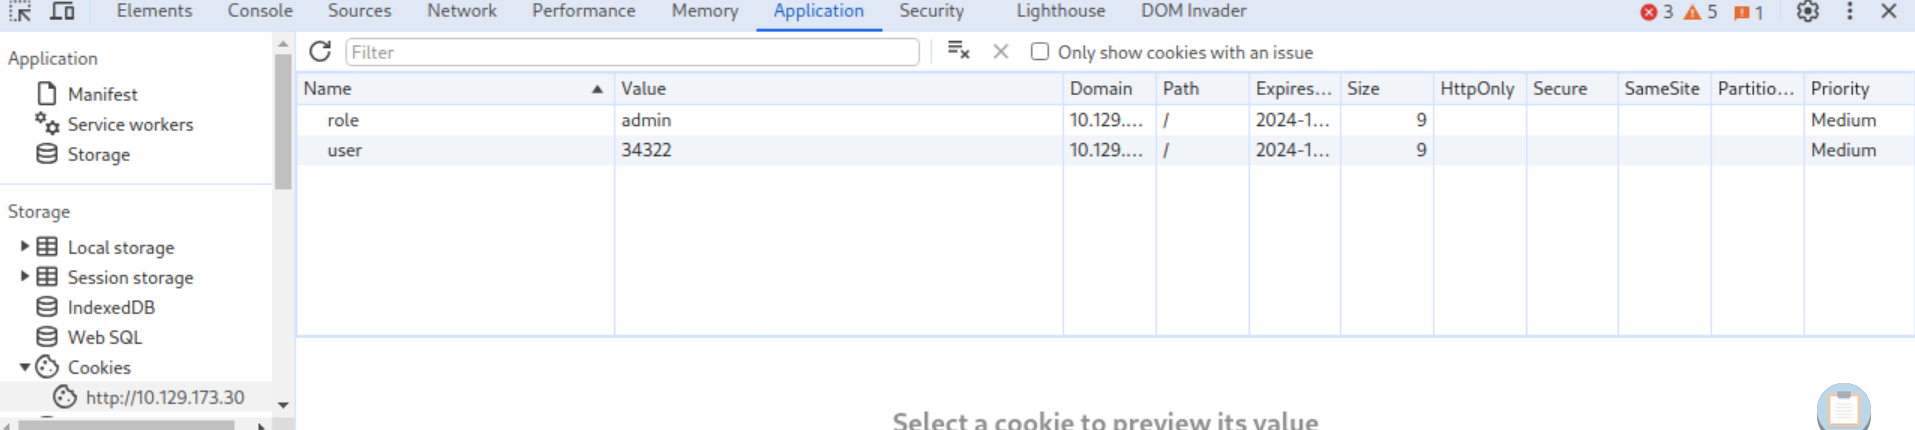 Elements Console Sources Network Performance Memory Application Security Lighthouse DOM Invader 3 5 1
Application
Manifest
Service workers
Storage
Storage
Local storage
Session storage
IndexedDB
Web SQL
Cookies
http://10.129.173.30
Filter Only show cookies with an issue
Name Value Domain Path Expires... Size HttpOnly Secure SameSite Partitio... Priority
role admin 10.129.... / 2024-1... 9 Medium
user 34322 10.129.... / 2024-1... 9 Medium
Select a cookie to preview its value